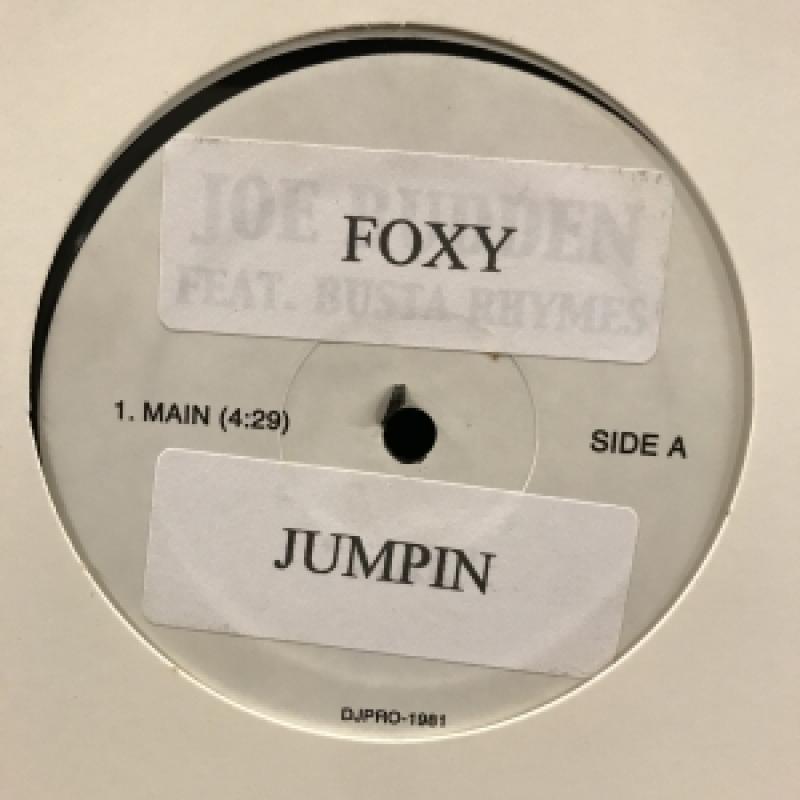 JOE BUDDEN
FOXY
FEAT. BUSTA RHYMES
1. MAIN (4:29)
SIDE A
JUMPIN
DJPRO-1981